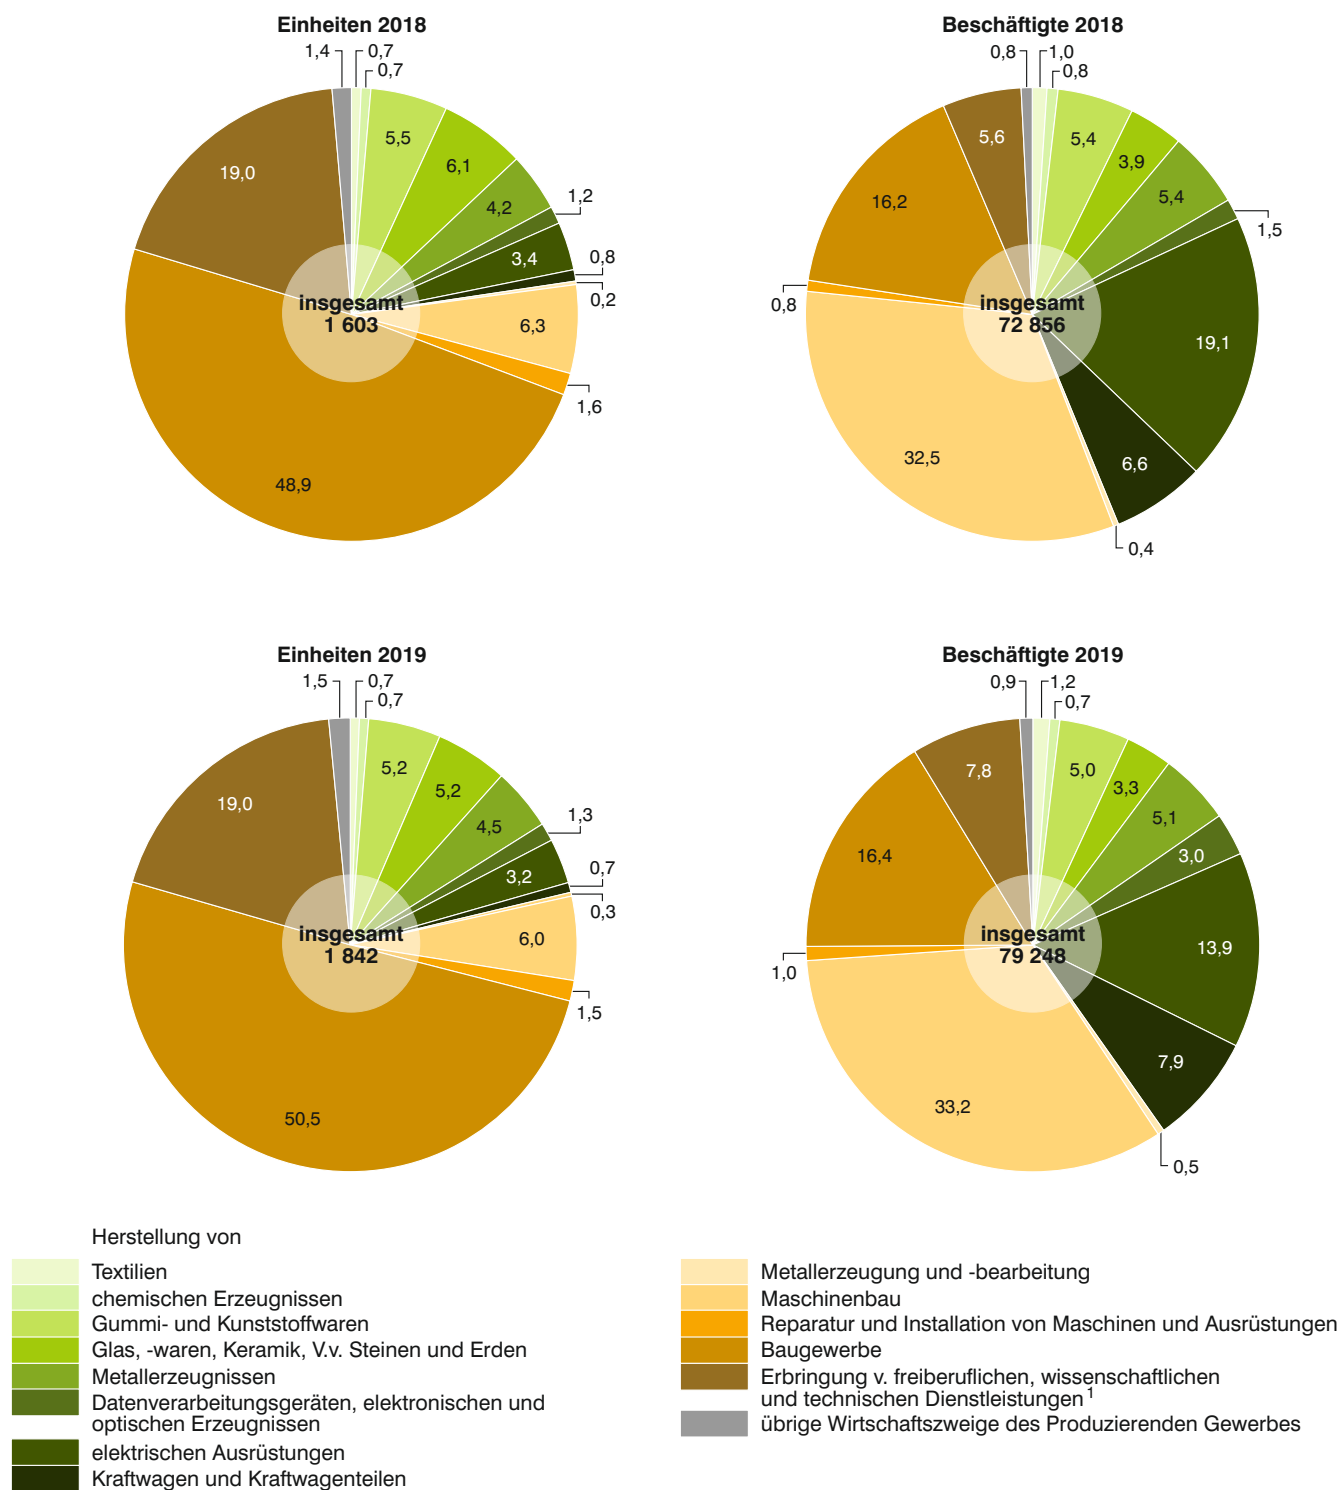 Einheiten 2018
1,4
0,7
0,7
5,5
6,1
4,2
1,2
3,4
0,8
0,2
6,3
1,6
48,9
19,0
insgesamt
1 603
Beschäftigte 2018
0,8
1,0
0,8
5,4
3,9
5,4
1,5
19,1
6,6
0,4
32,5
0,8
16,2
5,6
insgesamt
72 856
Einheiten 2019
1,5
0,7
0,7
5,2
5,2
4,5
1,3
3,2
0,7
0,3
6,0
1,5
50,5
19,0
insgesamt
1 842
Beschäftigte 2019
0,9
1,2
0,7
5,0
3,3
5,1
3,0
13,9
7,9
0,5
33,2
1,0
16,4
7,8
insgesamt
79 248
Herstellung von
Textilien
chemischen Erzeugnissen
Gummi- und Kunststoffwaren
Glas, -waren, Keramik, V.v. Steinen und Erden
Metallerzeugnissen
Datenverarbeitungsgeräten, elektronischen und
optischen Erzeugnissen
elektrischen Ausrüstungen
Kraftwagen und Kraftwagenteilen
Metallerzeugung und -bearbeitung
Maschinenbau
Reparatur und Installation von Maschinen und Ausrüstungen
Baugewerbe
Erbringung v. freiberuflichen, wissenschaftlichen
und technischen Dienstleistungen¹
übrige Wirtschaftszweige des Produzierenden Gewerbes